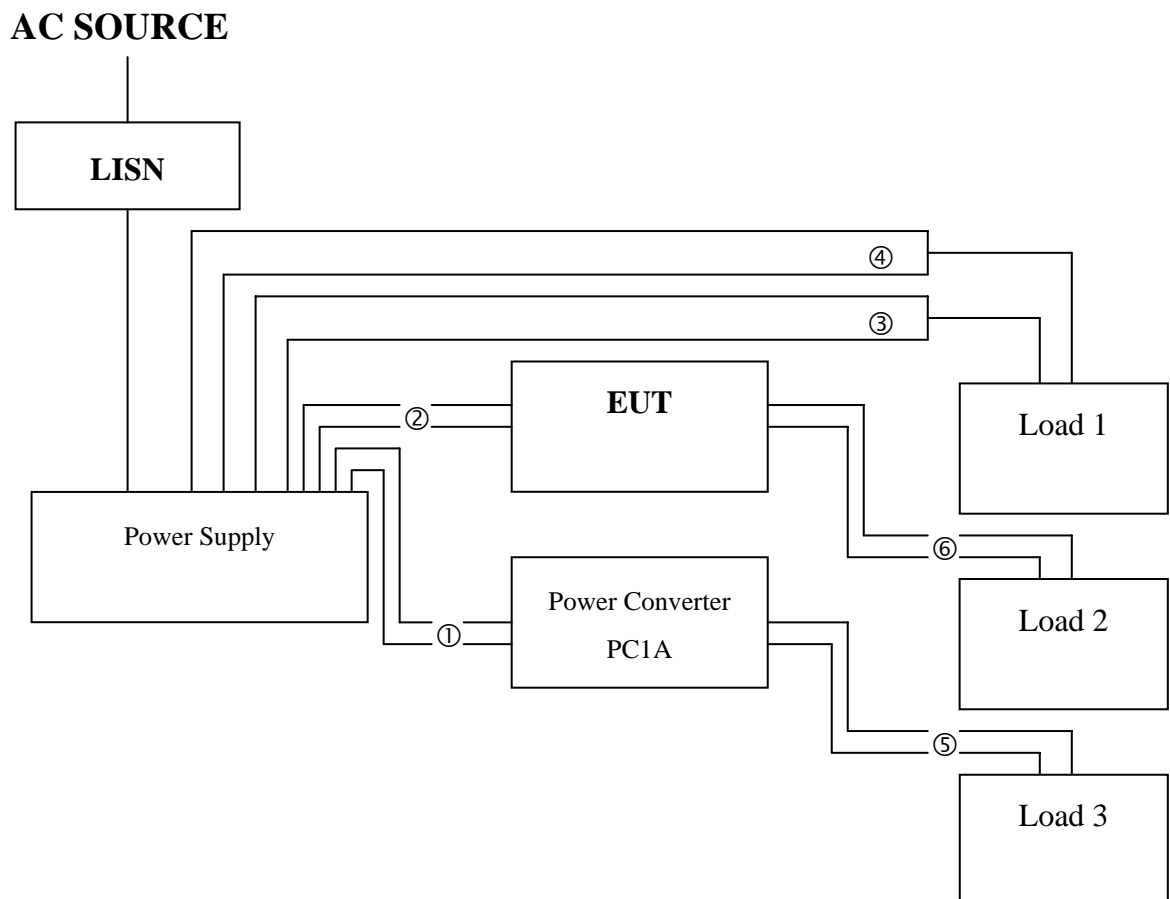 AC SOURCE
LISN
④
③
EUT
②
Load 1
Power Supply
⑥
Power Converter
PC1A
①
Load 2
⑤
Load 3